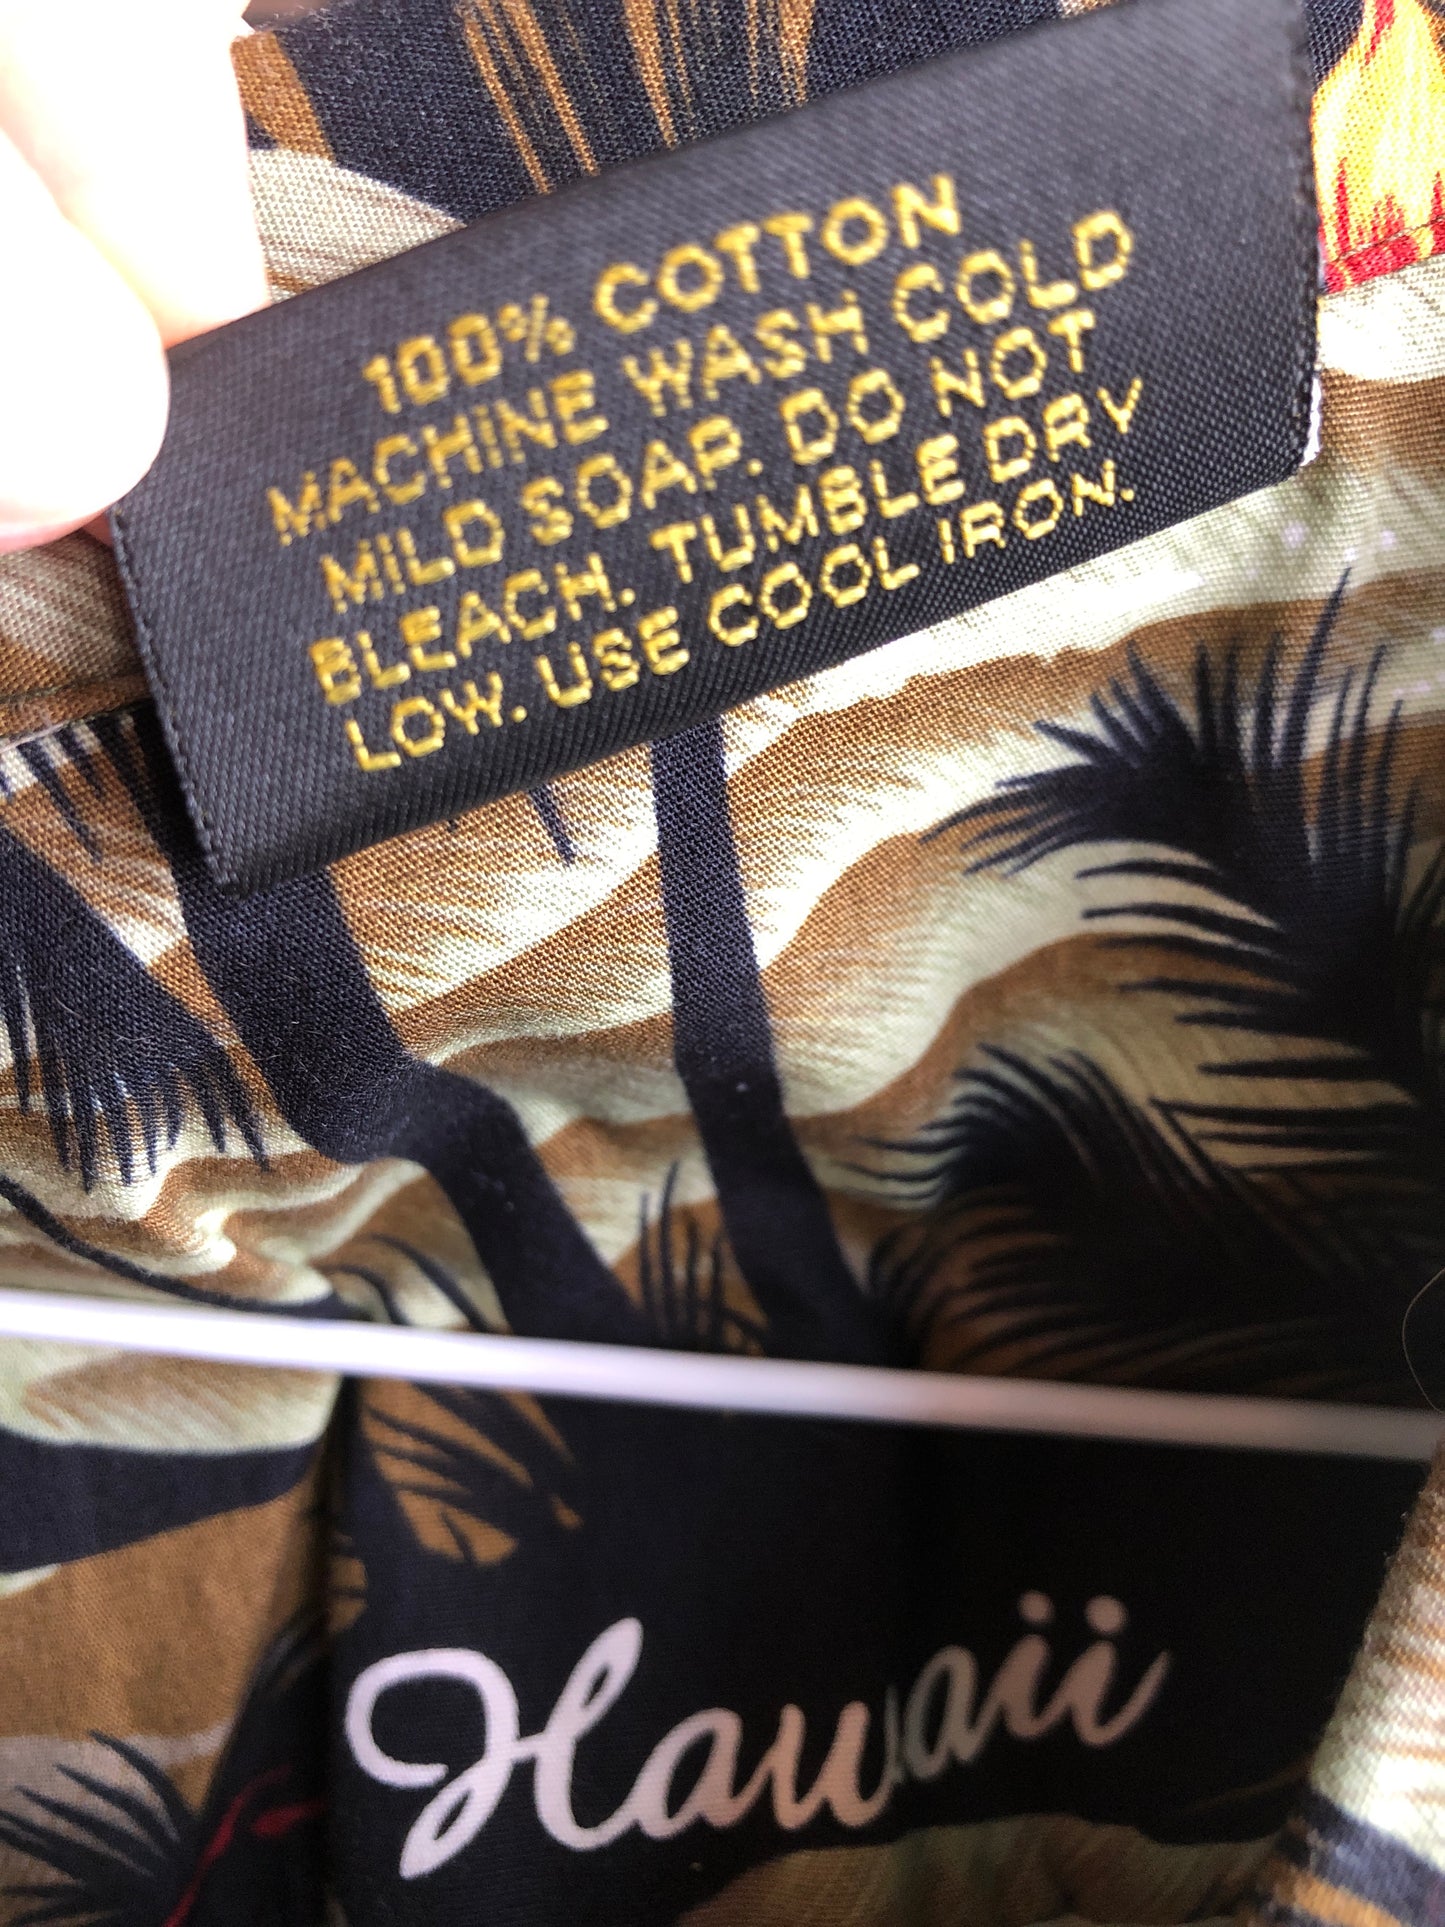 100% COTTON
MACHINE WASH COLD
MILD SOAP. DO NOT
BLEACH. TUMBLE DRY
LOW. USE COOL IRON.
Hawaii